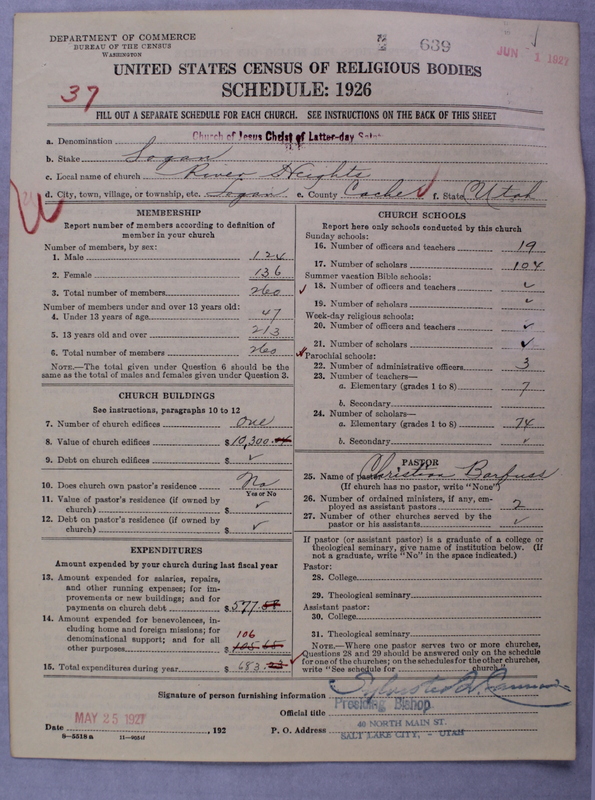 DEPARTMENT OF COMMERCE
BUREAU OF THE CENSUS
WASHINGTON
639
JUN 1 1927
UNITED STATES CENSUS OF RELIGIOUS BODIES
SCHEDULE: 1926
37
FILL OUT A SEPARATE SCHEDULE FOR EACH CHURCH. SEE INSTRUCTIONS ON THE BACK OF THIS SHEET
a. Denomination Church of Jesus Christ of Latter-day Saints
b. Stake Logan
c. Local name of church River Heights
d. City, town, village, or township, etc. Logan e. County Cache f. State Utah
MEMBERSHIP
Report number of members according to definition of member in your church
Number of members, by sex:
1. Male 124
2. Female 136
3. Total number of members 260
Number of members under and over 13 years old:
4. Under 13 years of age 47
5. 13 years old and over 213
6. Total number of members 260
NOTE.—The total given under Question 6 should be the
same as the total of males and females given under Question 3.
CHURCH BUILDINGS
See instructions, paragraphs 10 to 12
7. Number of church edifices One
8. Value of church edifices $10,300.
9. Debt on church edifices $ ✓
10. Does church own pastor's residence No
Yes or No
11. Value of pastor's residence (if owned by
church) $ ✓
12. Debt on pastor's residence (if owned by
church) $ ✓
EXPENDITURES
Amount expended by your church during last fiscal year
13. Amount expended for salaries, repairs,
and other running expenses; for im-
provements or new buildings; and for
payments on church debt $577.
14. Amount expended for benevolences, in-
cluding home and foreign missions; for
denominational support; and for all 106
other purposes $105 65
15. Total expenditures during year $683.
CHURCH SCHOOLS
Report here only schools conducted by this church
Sunday schools:
16. Number of officers and teachers 19
17. Number of scholars 104
Summer vacation Bible schools:
18. Number of officers and teachers ✓
19. Number of scholars ✓
Week-day religious schools:
20. Number of officers and teachers ✓
21. Number of scholars ✓
Parochial schools:
22. Number of administrative officers 3
23. Number of teachers—
a. Elementary (grades 1 to 8) 7
b. Secondary
24. Number of scholars—
a. Elementary (grades 1 to 8) 74
b. Secondary ✓
PASTOR
25. Name of pastor Christian Barfuss
(If church has no pastor, write "None")
26. Number of ordained ministers, if any, em-
ployed as assistant pastors 2
27. Number of other churches served by the
pastor or his assistants ✓
If pastor (or assistant pastor) is a graduate of a college or
theological seminary, give name of institution below. (If
not a graduate, write "No" in the space indicated.)
Pastor:
28. College
29. Theological seminary
Assistant pastor:
30. College
31. Theological seminary
NOTE.—Where one pastor serves two or more churches,
Questions 28 and 29 should be answered only on the schedule
for one of the churches; on the schedules for the other churches,
write "See schedule for church"
Signature of person furnishing information Sylvester Q. Cannon
Official title Presiding Bishop
Date MAY 25 1927, 192 P. O. Address 40 NORTH MAIN ST.
SALT LAKE CITY, - UTAH
8—5518 a 11—9054f